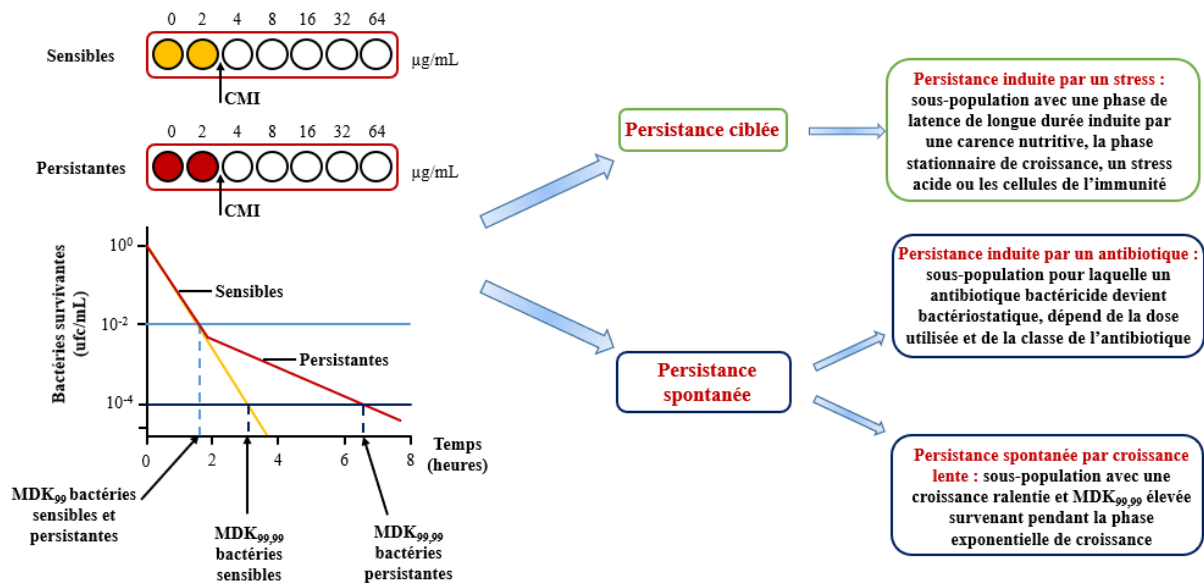 0 2 4 8 16 32 64
Sensibles
µg/mL
CMI
0 2 4 8 16 32 64
Persistantes
µg/mL
CMI
Bactéries survivantes
(ufc/mL)
10⁰
10⁻²
10⁻⁴
Sensibles
Persistantes
0 2 4 6 8
Temps
(heures)
MDK₉₉ bactéries
sensibles et
persistantes
MDK₉₉,₉₉
bactéries
sensibles
MDK₉₉,₉₉
bactéries
persistantes
Persistance ciblée
Persistance
spontanée
Persistance induite par un stress :
sous-population avec une phase de
latence de longue durée induite par
une carence nutritive, la phase
stationnaire de croissance, un stress
acide ou les cellules de l’immunité
Persistance induite par un antibiotique :
sous-population pour laquelle un
antibiotique bactéricide devient
bactériostatique, dépend de la dose
utilisée et de la classe de l’antibiotique
Persistance spontanée par croissance
lente : sous-population avec une
croissance ralentie et MDK₉₉,₉₉ élevée
survenant pendant la phase
exponentielle de croissance